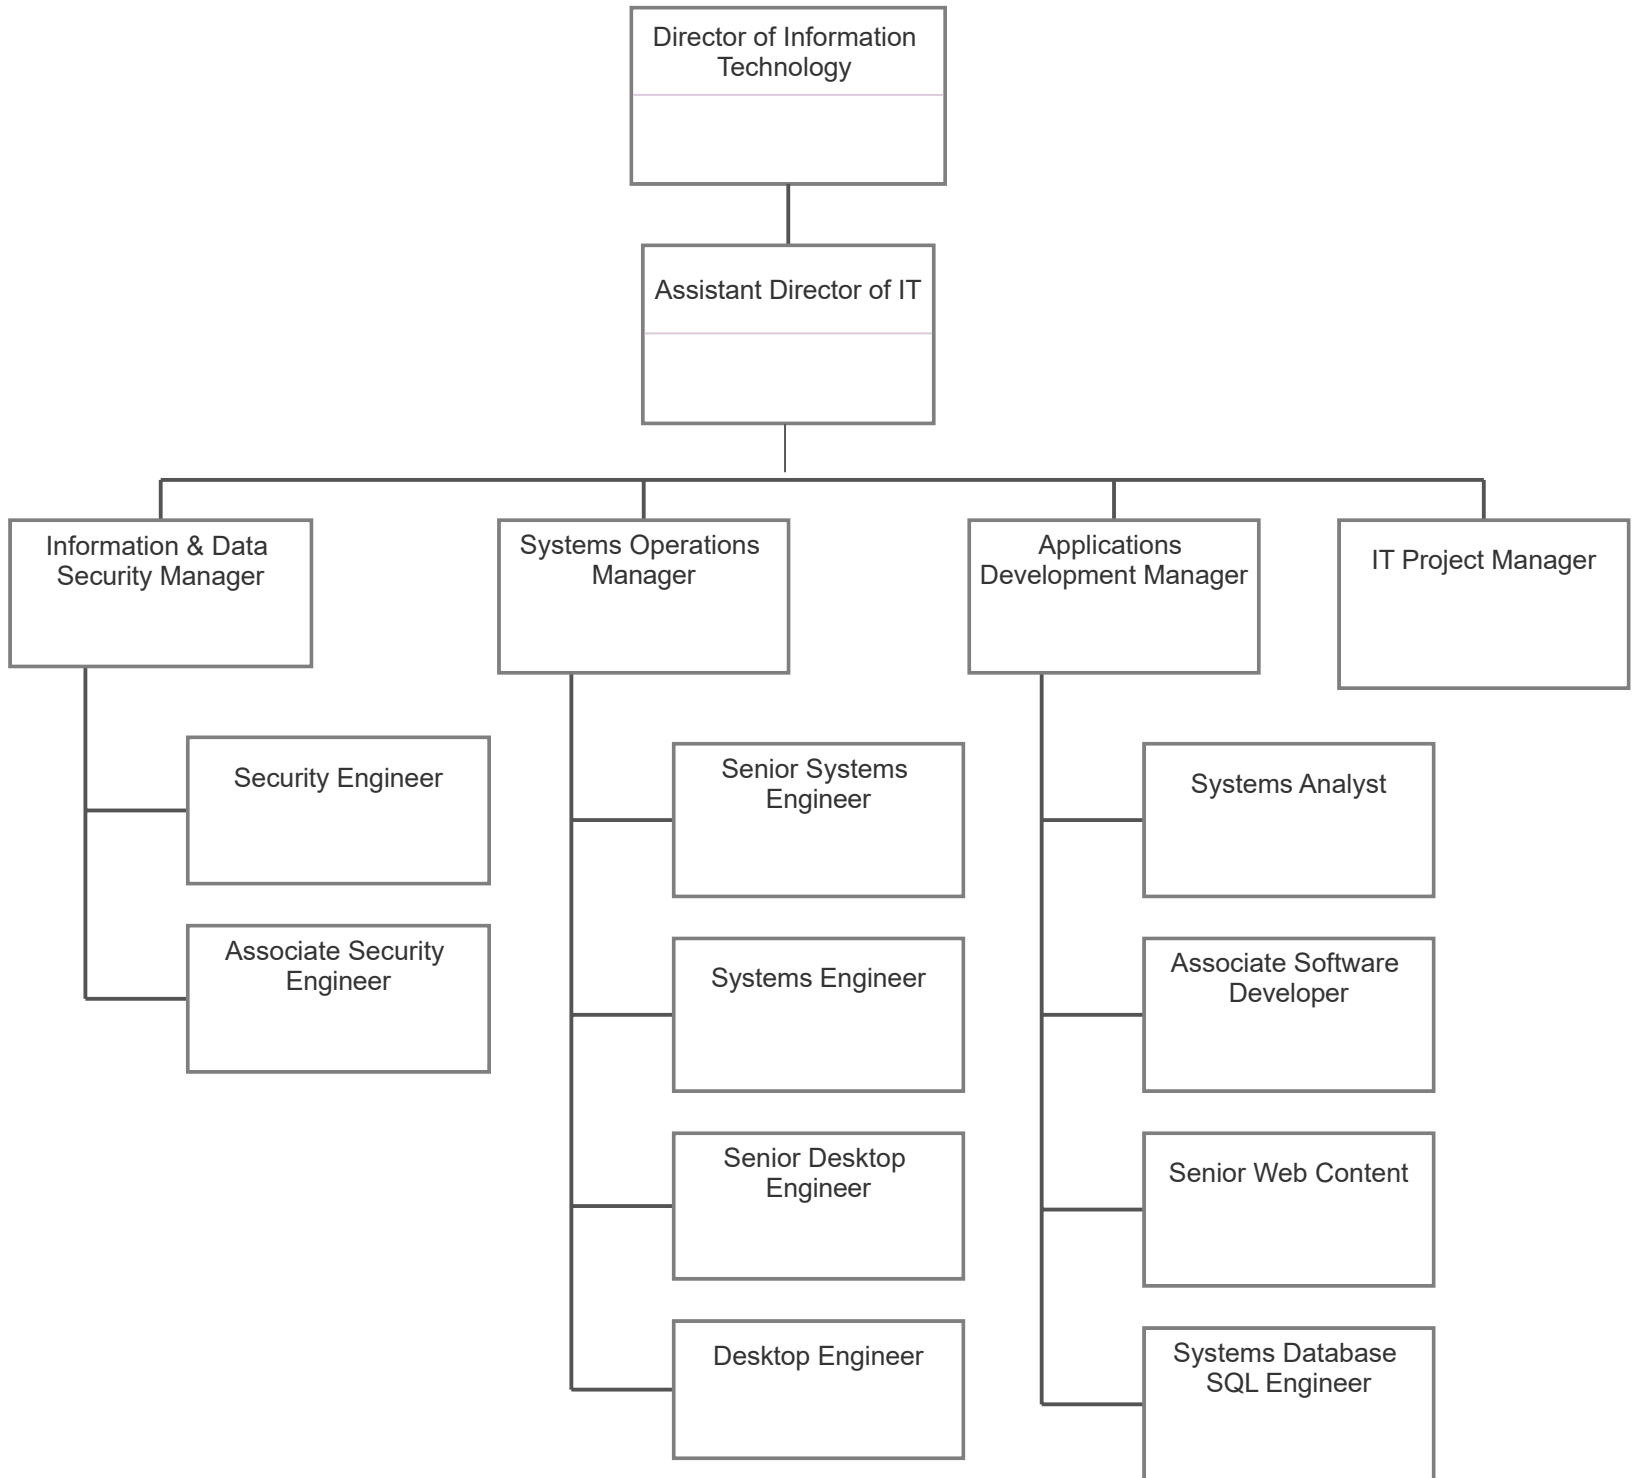 Director of Information
Technology
Assistant Director of IT
Information & Data
Security Manager
Systems Operations
Manager
Applications
Development Manager
IT Project Manager
Security Engineer
Associate Security
Engineer
Senior Systems
Engineer
Systems Engineer
Senior Desktop
Engineer
Desktop Engineer
Systems Analyst
Associate Software
Developer
Senior Web Content
Systems Database
SQL Engineer